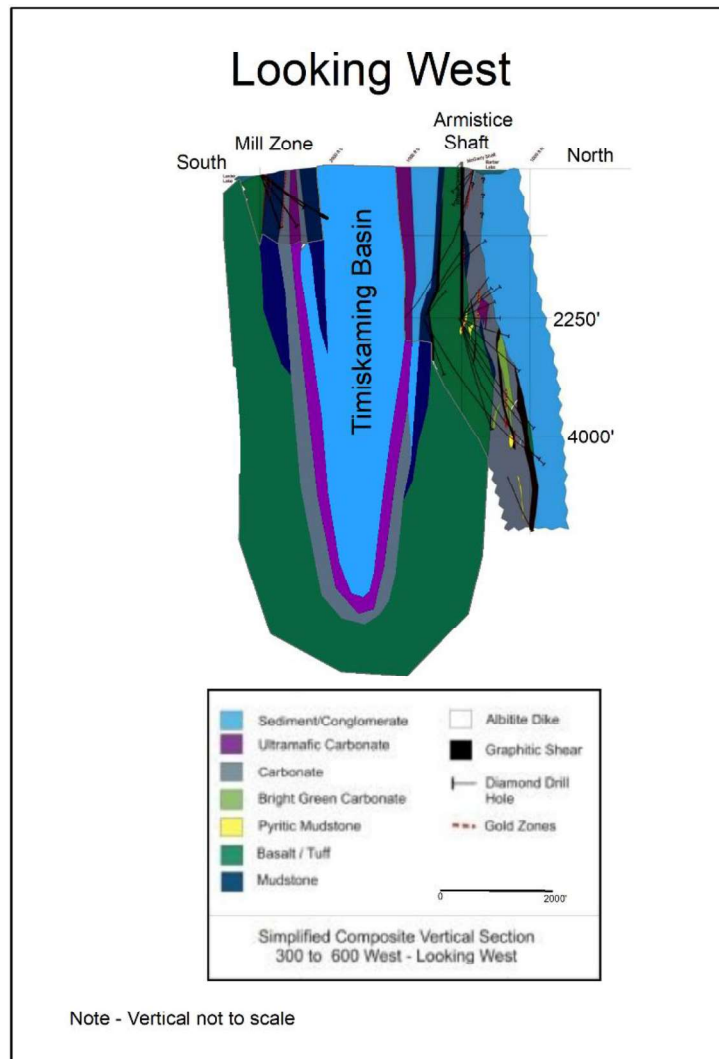 Looking West
Armistice
Shaft
Mill Zone
South
North
Timiskaming Basin
2250'
4000'
Sediment/Conglomerate
Ultramafic Carbonate
Carbonate
Bright Green Carbonate
Pyritic Mudstone
Basalt / Tuff
Mudstone
Albitite Dike
Graphitic Shear
Diamond Drill
Hole
Gold Zones
0 2000'
Simplified Composite Vertical Section
300 to 600 West - Looking West
Note - Vertical not to scale